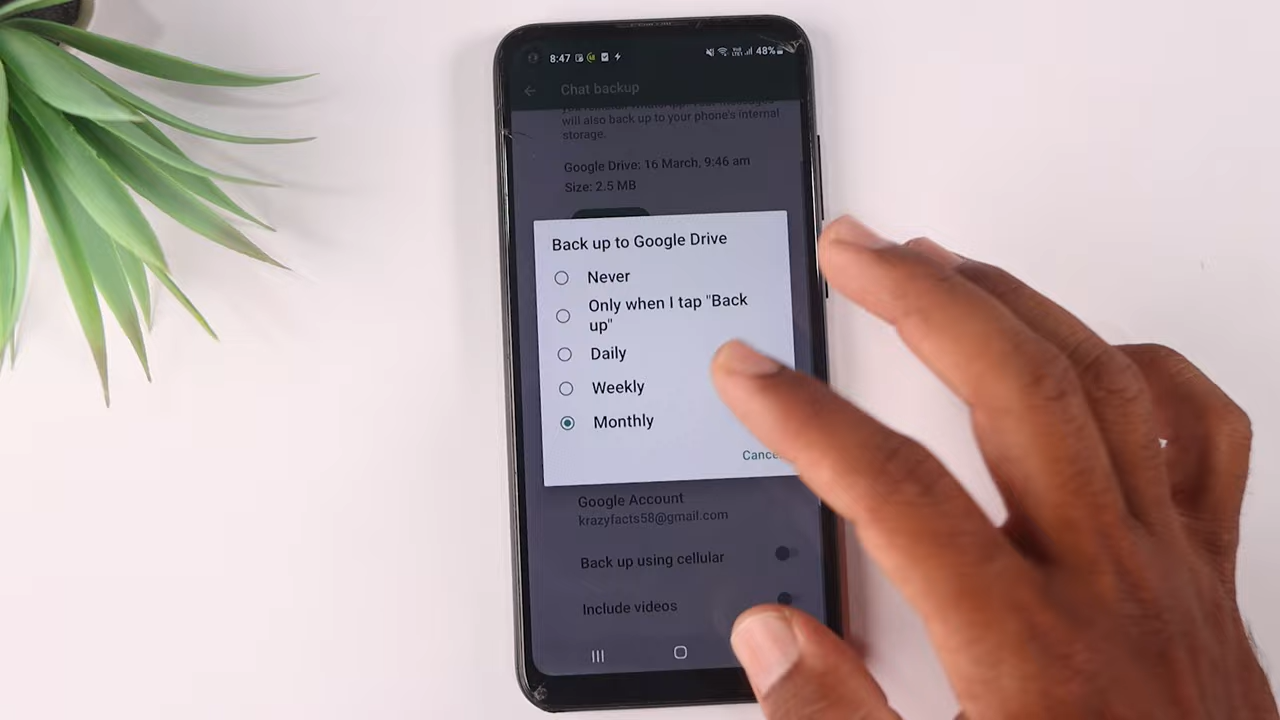 8:47
48%
Chat backup
will also back up to your phone's internal
storage.
Google Drive: 16 March, 9:46 am
Size: 2.5 MB
Back up to Google Drive
Never
Only when I tap "Back
up"
Daily
Weekly
Monthly
Google Account
krazyfacts58@gmail.com
Back up using cellular
Include videos